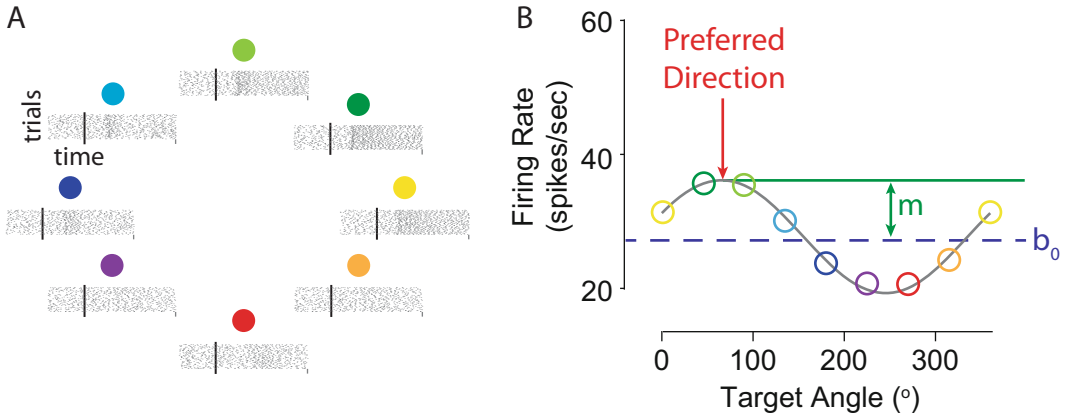 A
trials
time
B
Preferred
Direction
Firing Rate
(spikes/sec)
60
40
20
m
b₀
0
100
200
300
Target Angle (°)